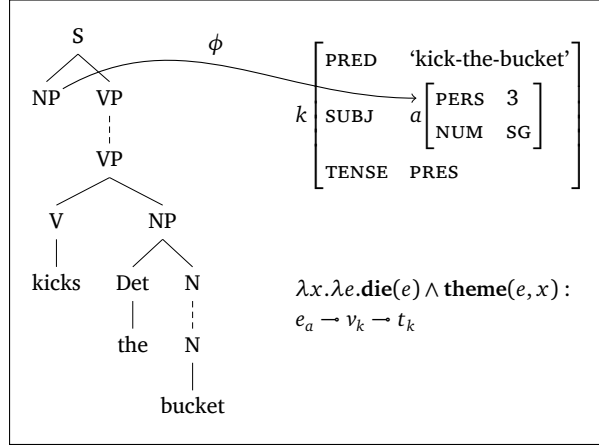 S
ϕ
NP VP
VP
V NP
kicks Det N
the N
bucket
k
PRED ‘kick-the-bucket’
SUBJ a PERS 3
NUM SG
TENSE PRES
λx.λe.die(e) ∧ theme(e, x) :
e_a ⊸ v_k ⊸ t_k